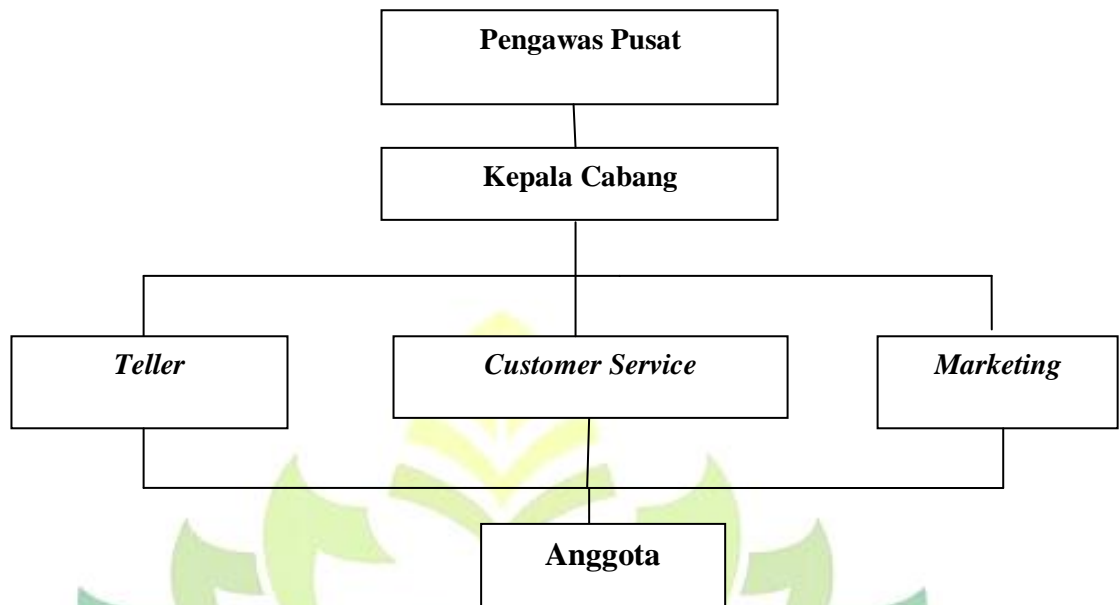 Pengawas Pusat
Kepala Cabang
Teller
Customer Service
Marketing
Anggota